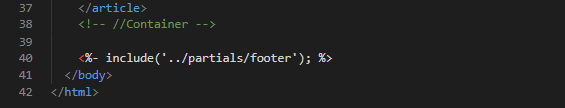 37 </article>
38 <!-- //Container -->
39
40 <%- include('../partials/footer'); %>
41 </body>
42 </html>